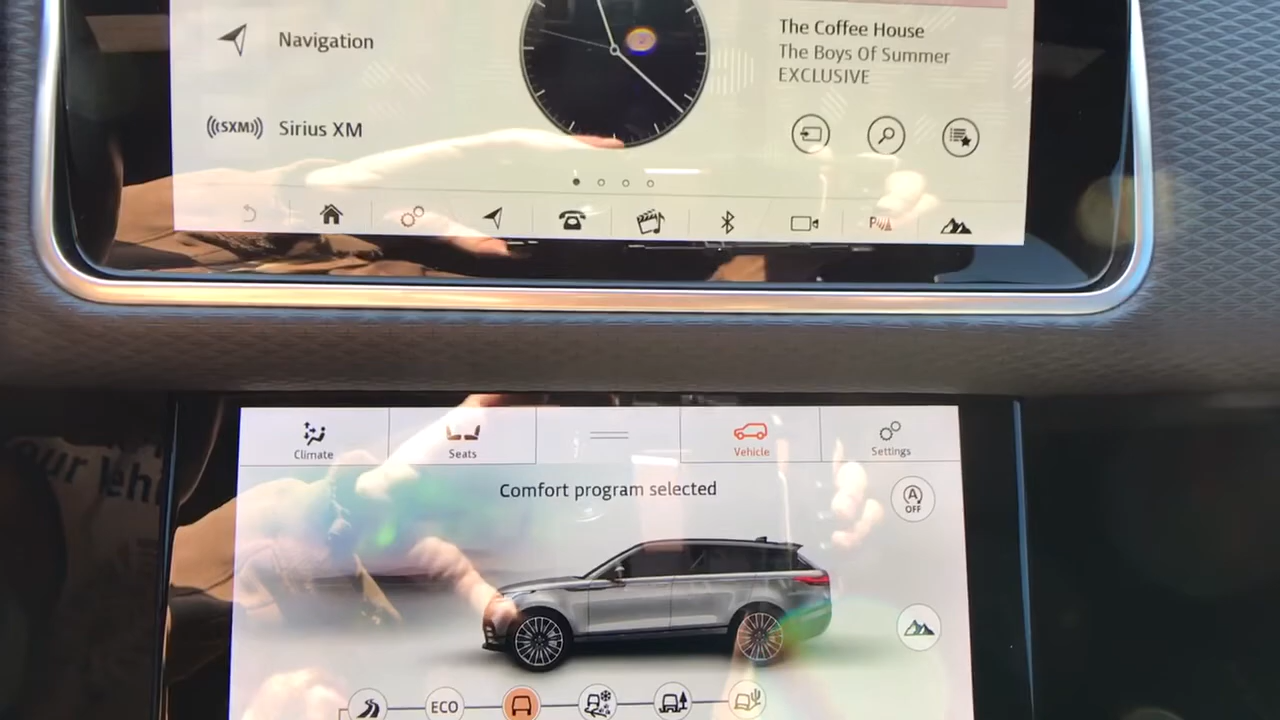 Navigation
The Coffee House
The Boys Of Summer
EXCLUSIVE
((SXM))
Sirius XM
P
Climate
Seats
Vehicle
Settings
Comfort program selected
A
OFF
ECO